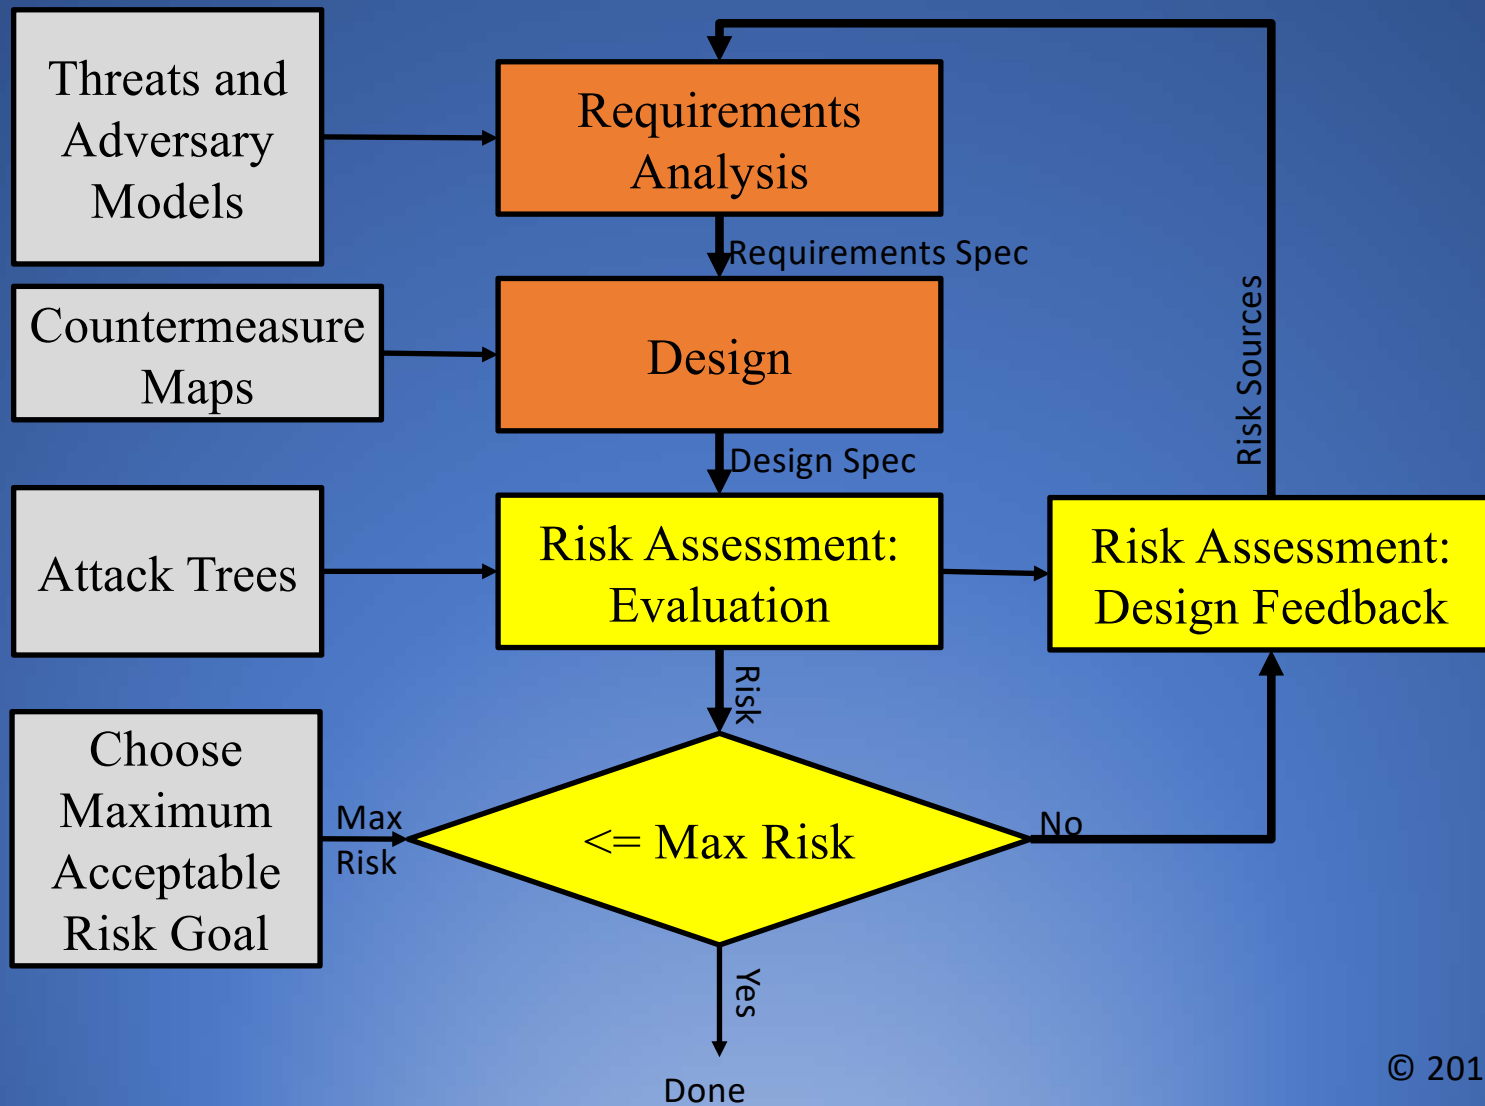 Threats and
Adversary
Models
Requirements
Analysis
Requirements Spec
Countermeasure
Maps
Design
Risk Sources
Design Spec
Attack Trees
Risk Assessment:
Evaluation
Risk Assessment:
Design Feedback
Risk
Choose
Maximum
Acceptable
Risk Goal
Max
Risk
<= Max Risk
No
Yes
Done
© 201